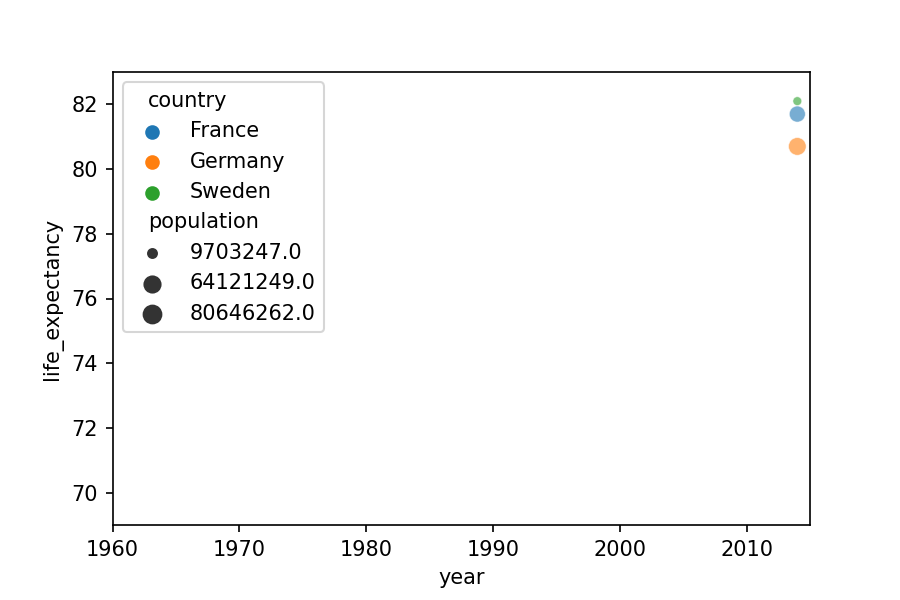 country
France
Germany
Sweden
population
9703247.0
64121249.0
80646262.0
life_expectancy
82
80
78
76
74
72
70
1960 1970 1980 1990 2000 2010
year